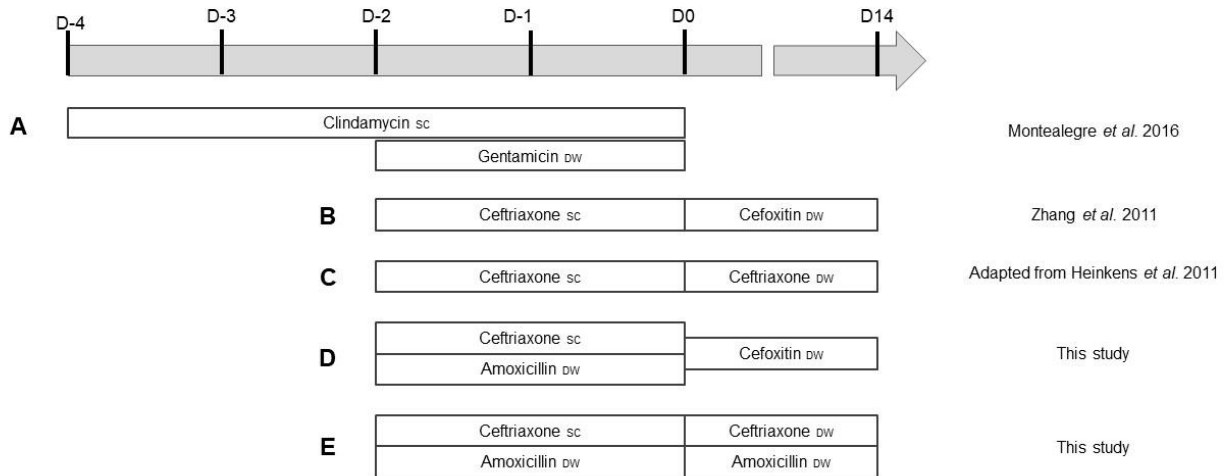 D-4 D-3 D-2 D-1 D0 D14
A Clindamycin SC Montealegre et al. 2016
Gentamicin DW
B Ceftriaxone SC Cefoxitin DW Zhang et al. 2011
C Ceftriaxone SC Ceftriaxone DW Adapted from Heinkens et al. 2011
D Ceftriaxone SC Cefoxitin DW This study
Amoxicillin DW
E Ceftriaxone SC Ceftriaxone DW This study
Amoxicillin DW Amoxicillin DW